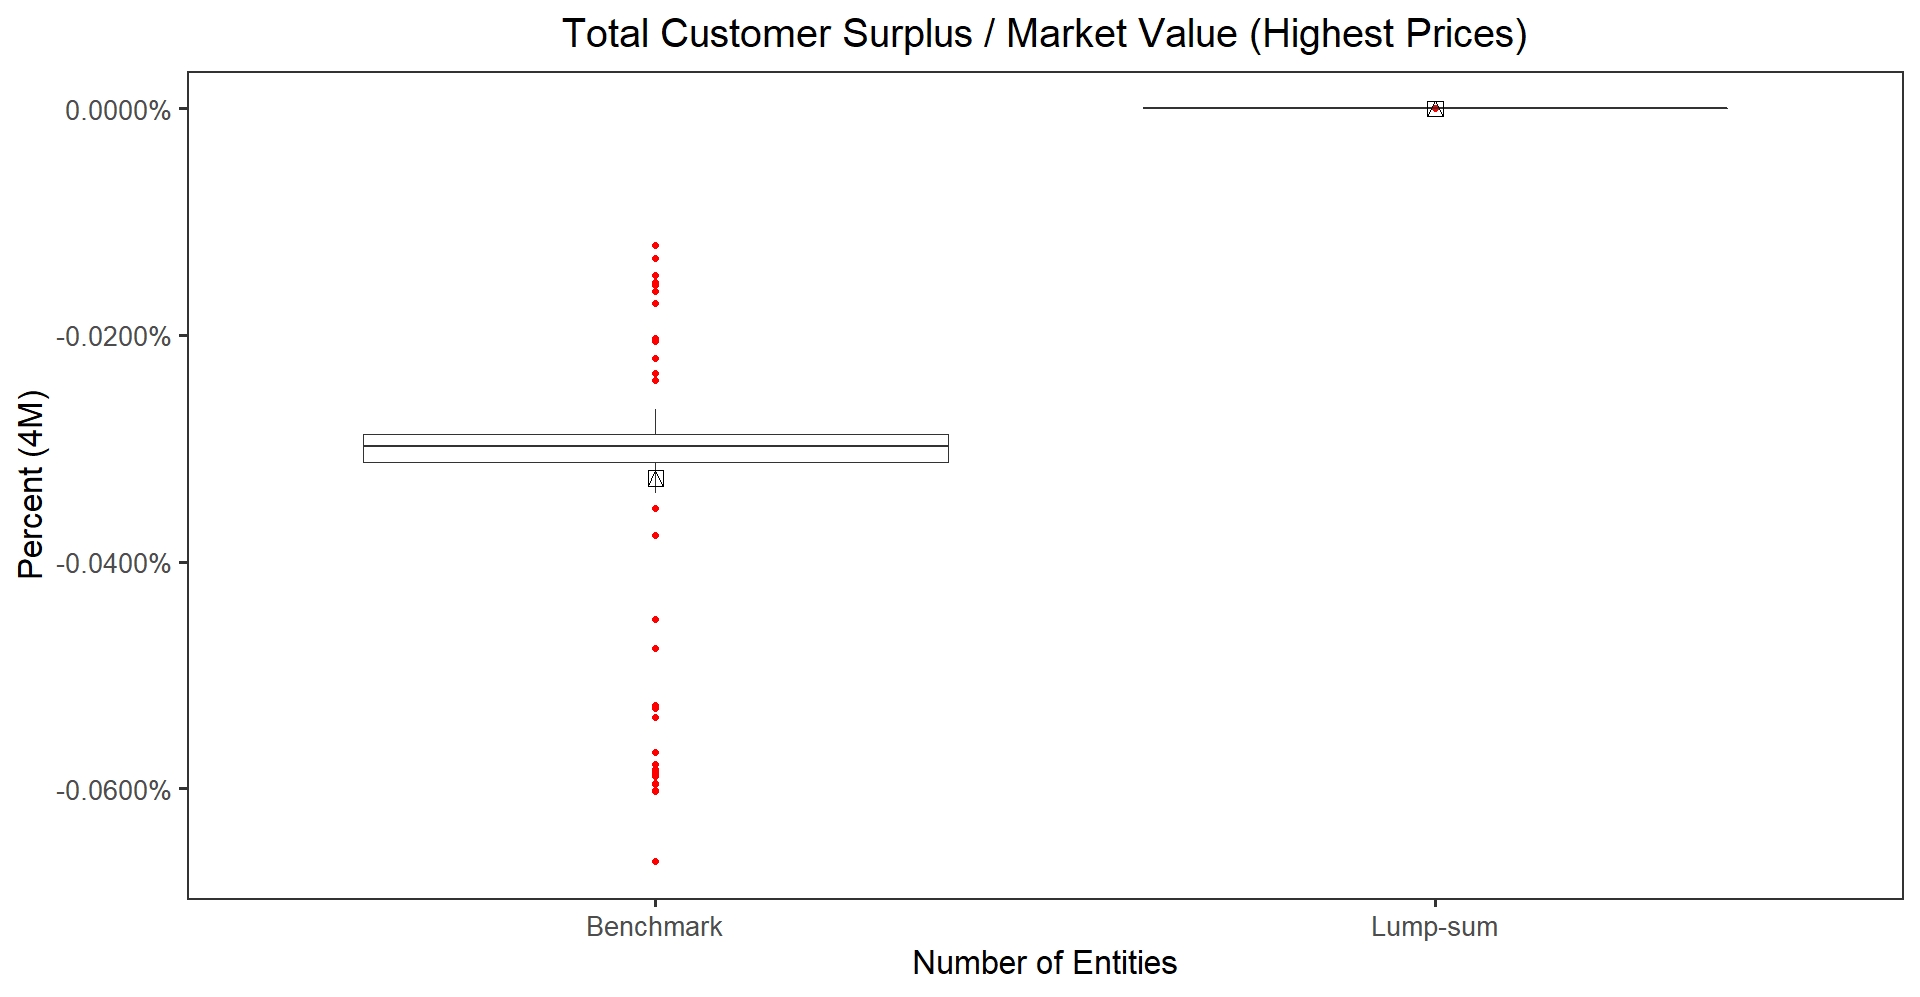 Total Customer Surplus / Market Value (Highest Prices)
0.0000%
-0.0200%
-0.0400%
-0.0600%
Percent (4M)
Benchmark
Lump-sum
Number of Entities